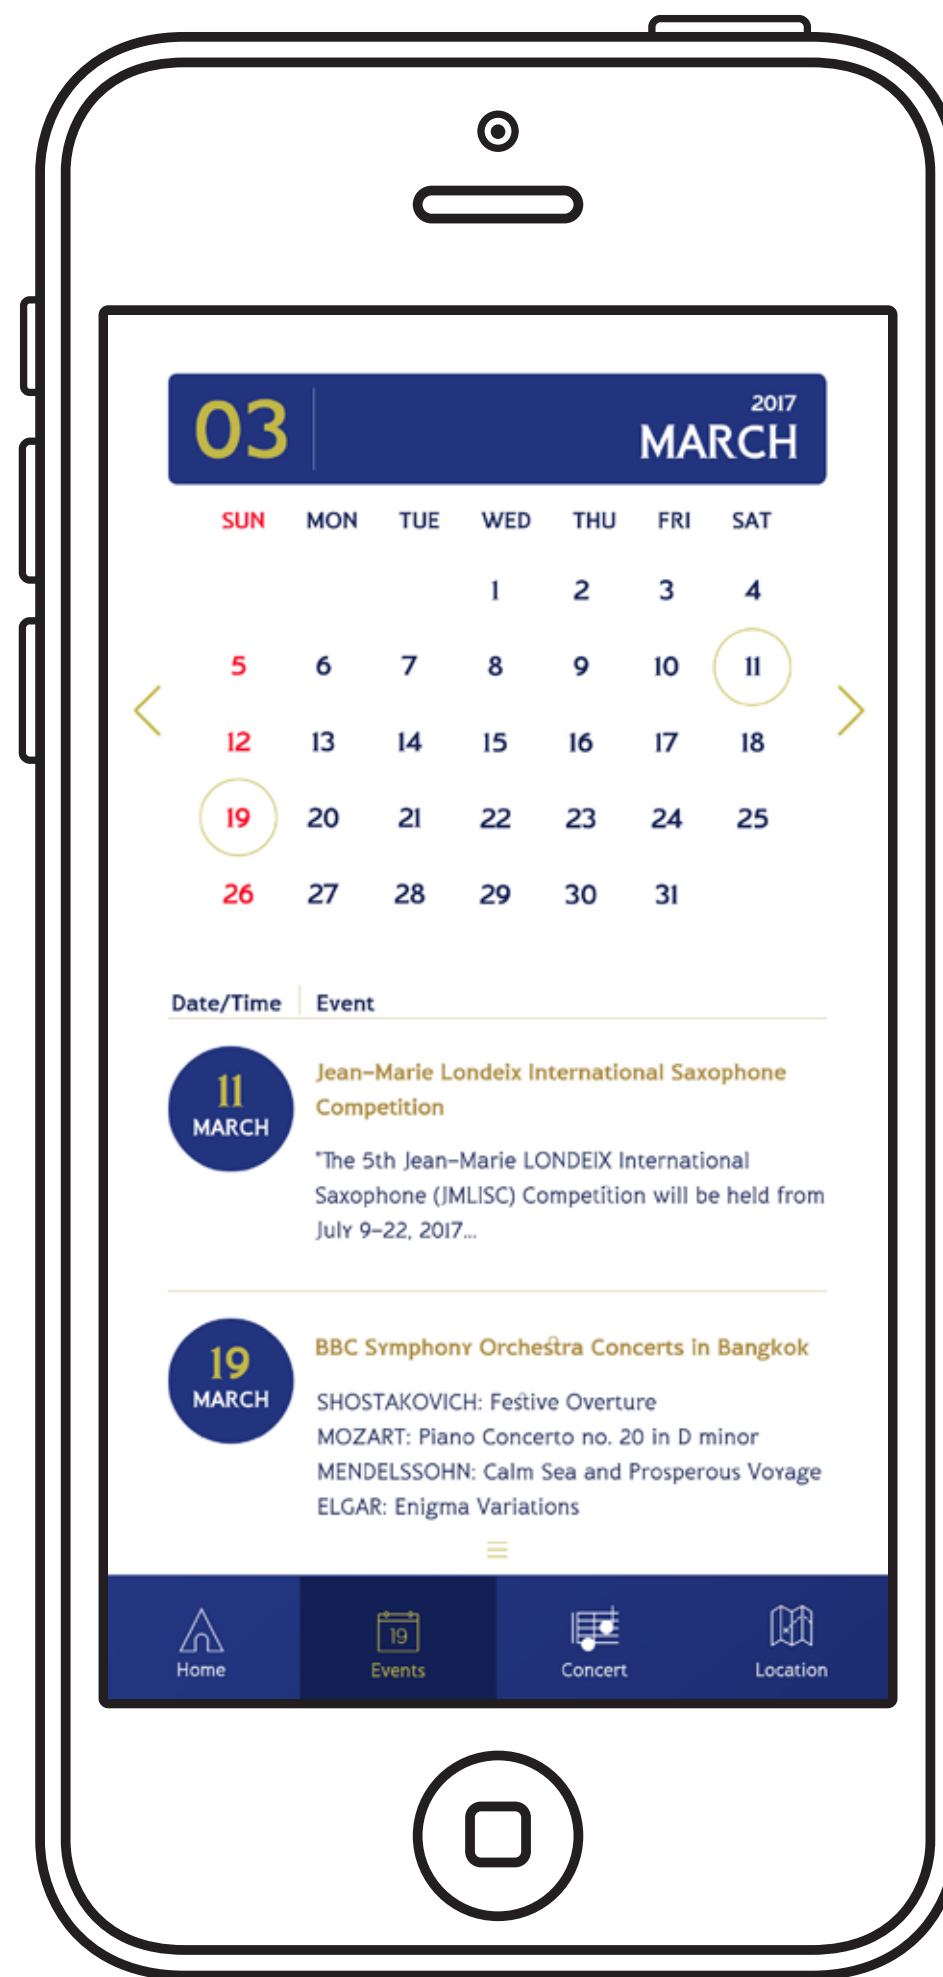 03
2017
MARCH
SUN MON TUE WED THU FRI SAT
1 2 3 4
5 6 7 8 9 10 11
12 13 14 15 16 17 18
19 20 21 22 23 24 25
26 27 28 29 30 31
Date/Time Event
11
MARCH
Jean-Marie Londeix International Saxophone
Competition
"The 5th Jean-Marie LONDEIX International
Saxophone (JMLISC) Competition will be held from
July 9-22, 2017...
19
MARCH
BBC Symphony Orchestra Concerts in Bangkok
SHOSTAKOVICH: Festive Overture
MOZART: Piano Concerto no. 20 in D minor
MENDELSSOHN: Calm Sea and Prosperous Voyage
ELGAR: Enigma Variations
19
Home Events Concert Location